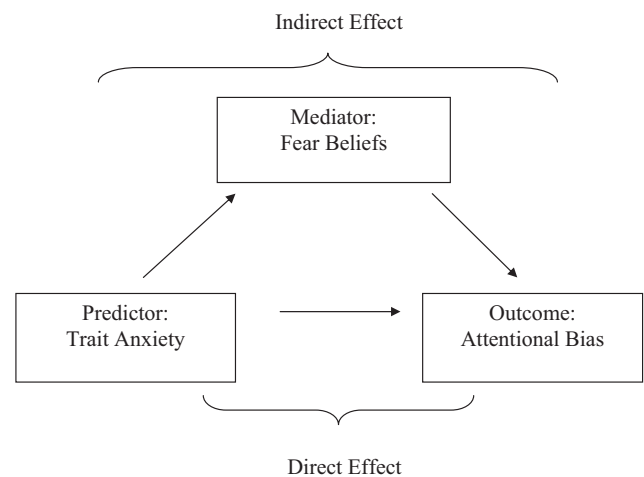 Indirect Effect
Mediator:
Fear Beliefs
Predictor:
Trait Anxiety
Outcome:
Attentional Bias
Direct Effect